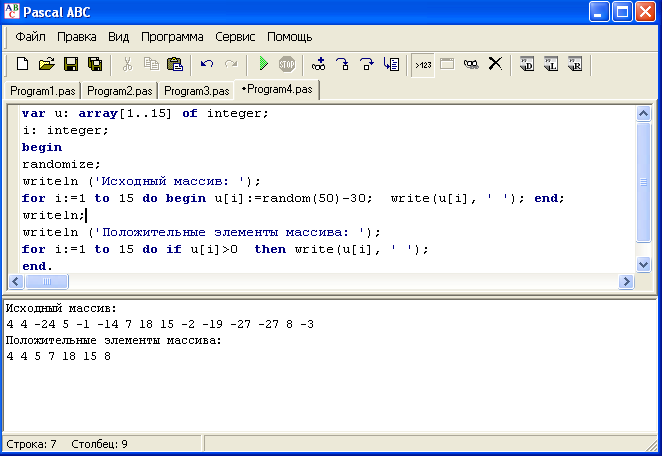 Pascal ABC
Файл Правка Вид Программа Сервис Помощь
STOP >123 D L R
Program1.pas Program2.pas Program3.pas •Program4.pas
var u: array[1..15] of integer;
i: integer;
begin
randomize;
writeln ('Исходный массив: ');
for i:=1 to 15 do begin u[i]:=random(50)-30;  write(u[i], ' '); end;
writeln;
writeln ('Положительные элементы массива: ');
for i:=1 to 15 do if u[i]>0  then write(u[i], ' ');
end.
Исходный массив:
4 4 -24 5 -1 -14 7 18 15 -2 -19 -27 -27 8 -3
Положительные элементы массива:
4 4 5 7 18 15 8
Строка: 7 Столбец: 9